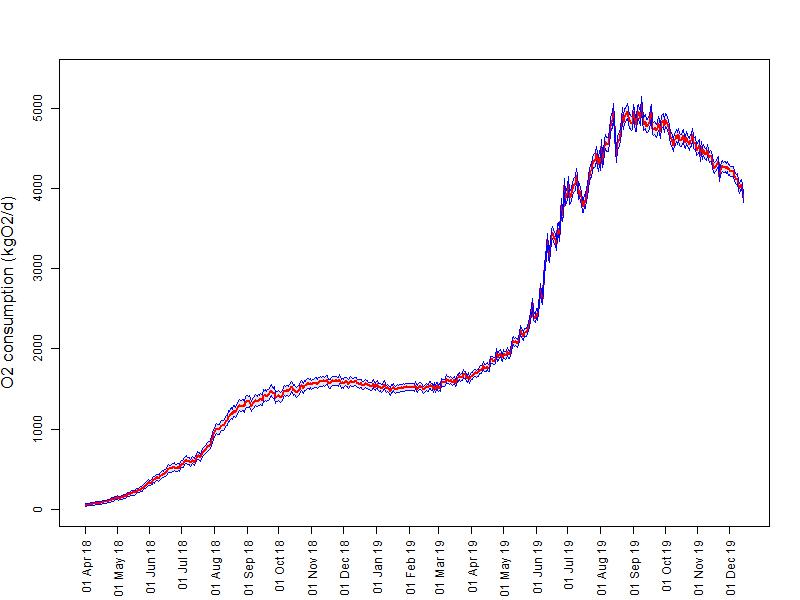 O2 consumption (kgO2/d)
5000
4000
3000
2000
1000
0
01 Apr 18
01 May 18
01 Jun 18
01 Jul 18
01 Aug 18
01 Sep 18
01 Oct 18
01 Nov 18
01 Dec 18
01 Jan 19
01 Feb 19
01 Mar 19
01 Apr 19
01 May 19
01 Jun 19
01 Jul 19
01 Aug 19
01 Sep 19
01 Oct 19
01 Nov 19
01 Dec 19